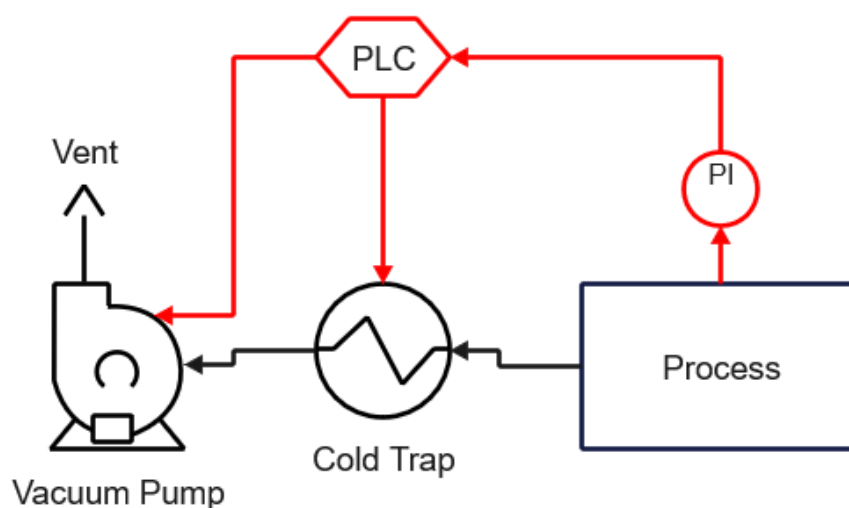 PLC
Vent
PI
Process
Cold Trap
Vacuum Pump